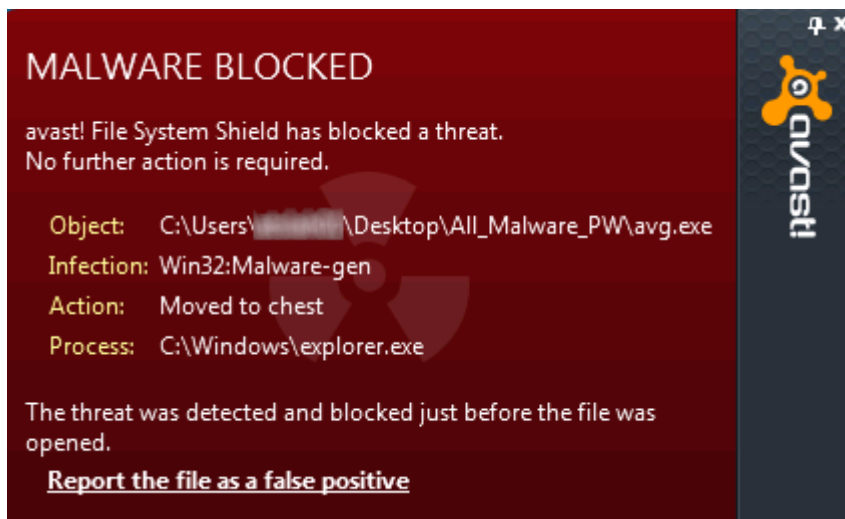 MALWARE BLOCKED
avast! File System Shield has blocked a threat.
No further action is required.
Object: C:\Users\ \Desktop\All_Malware_PW\avg.exe
Infection: Win32:Malware-gen
Action: Moved to chest
Process: C:\Windows\explorer.exe
The threat was detected and blocked just before the file was
opened.
Report the file as a false positive
avast!